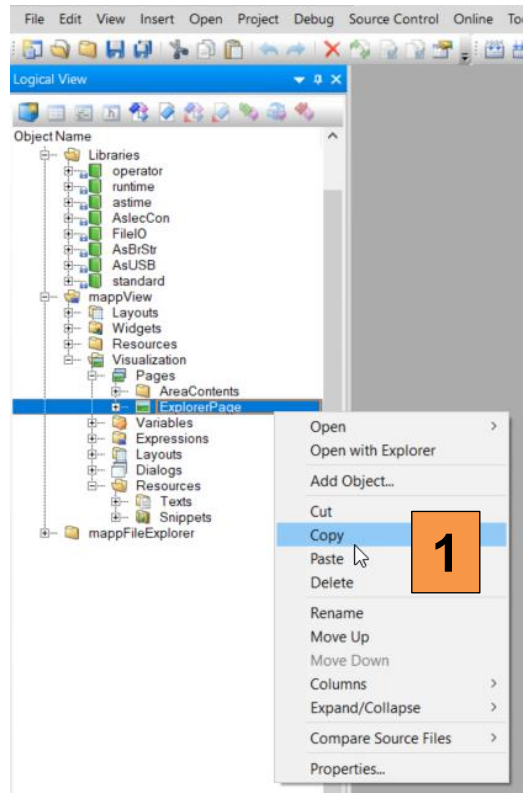 File Edit View Insert Open Project Debug Source Control Online To
Logical View
Object Name
Libraries
operator
runtime
astime
AsIecCon
FileIO
AsBrStr
AsUSB
standard
mappView
Layouts
Widgets
Resources
Visualization
Pages
AreaContents
ExplorerPage
Variables
Expressions
Layouts
Dialogs
Resources
Texts
Snippets
mappFileExplorer
Open
Open with Explorer
Add Object...
Cut
Copy
Paste
Delete
Rename
Move Up
Move Down
Columns
Expand/Collapse
Compare Source Files
Properties...
1